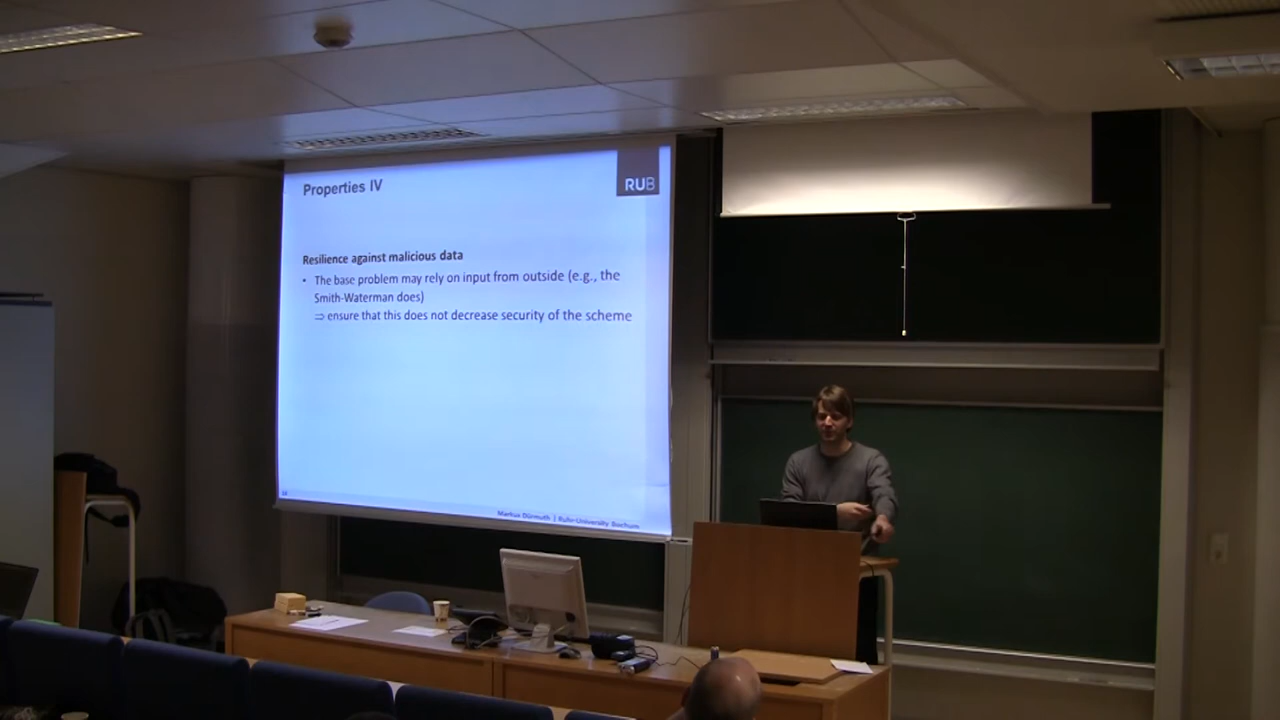 Properties IV
RUB
Resilience against malicious data
• The base problem may rely on input from outside (e.g., the
Smith-Waterman does)
⇒ ensure that this does not decrease security of the scheme
Markus Dürmuth | Ruhr-University Bochum